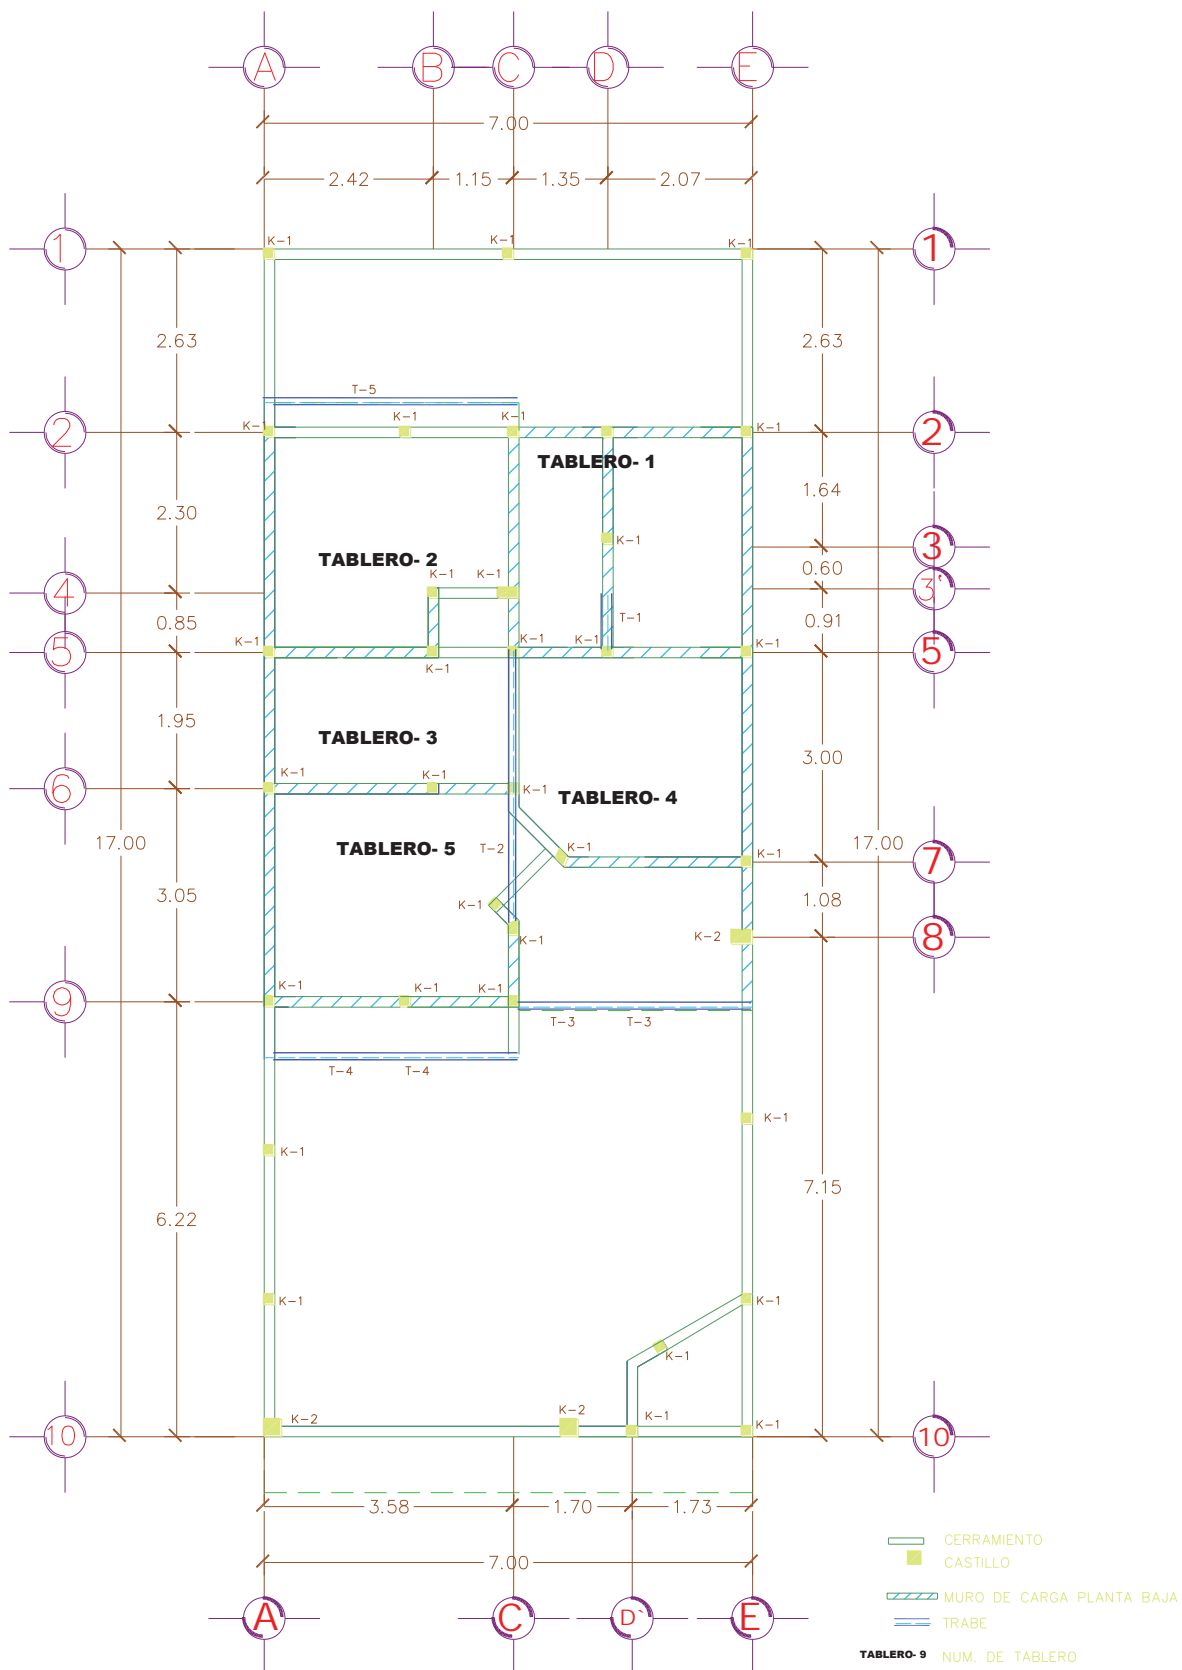 A B C D E
7.00
2.42 1.15 1.35 2.07
K-1 K-1 K-1
1 1
2.63 2.63
T-5
K-1 K-1 K-1 K-1
2 2
TABLERO- 1
1.64
2.30
K-1 3
TABLERO- 2
0.60
K-1 K-1
4 3`
T-1
0.85 0.91
K-1 K-1 K-1 K-1
5 5
K-1
1.95
TABLERO- 3
3.00
K-1 K-1 K-1
6
TABLERO- 4
17.00 17.00
T-2 TABLERO- 5 K-1 K-1
7
3.05 1.08
K-1
K-1 K-2 8
K-1 K-1 K-1
9
T-3 T-3
T-4 T-4
K-1
K-1
7.15
6.22
K-1 K-1
K-1
K-2 K-2 K-1 K-1
10 10
3.58 1.70 1.73
7.00
A C D` E
CERRAMIENTO
CASTILLO
MURO DE CARGA PLANTA BAJA
TRABE
TABLERO- 9 NUM. DE TABLERO